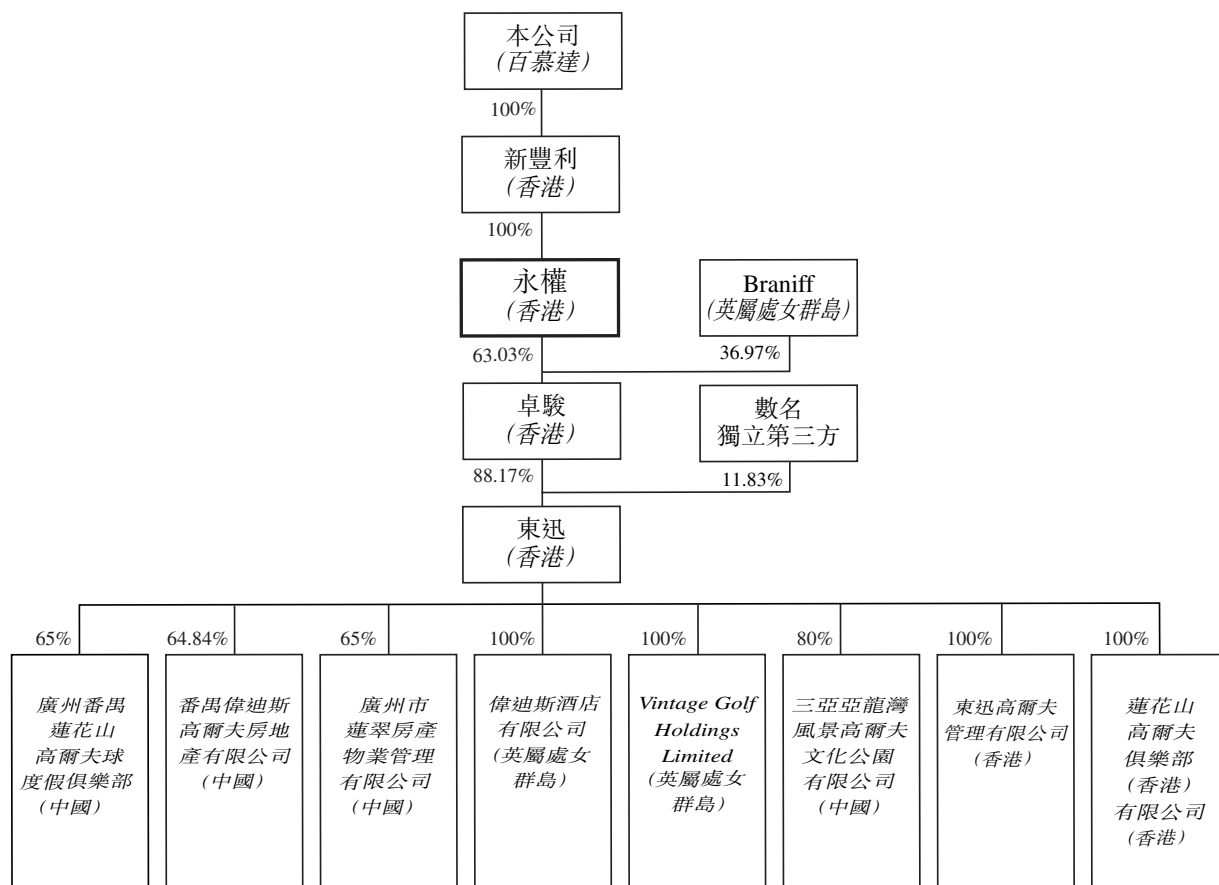 本公司
(百慕達)
100%
新豐利
(香港)
100%
永權
(香港)
Braniff
(英屬處女群島)
63.03%
36.97%
卓駿
(香港)
數名
獨立第三方
88.17%
11.83%
東迅
(香港)
65%
64.84%
65%
100%
100%
80%
100%
100%
廣州番禺
蓮花山
高爾夫球
度假俱樂部
(中國)
番禺偉迪斯
高爾夫房地
產有限公司
(中國)
廣州市
蓮翠房產
物業管理
有限公司
(中國)
偉迪斯酒店
有限公司
(英屬處女
群島)
Vintage Golf
Holdings
Limited
(英屬處女
群島)
三亞亞龍灣
風景高爾夫
文化公園
有限公司
(中國)
東迅高爾夫
管理有限公司
(香港)
蓮花山
高爾夫
俱樂部
(香港)
有限公司
(香港)